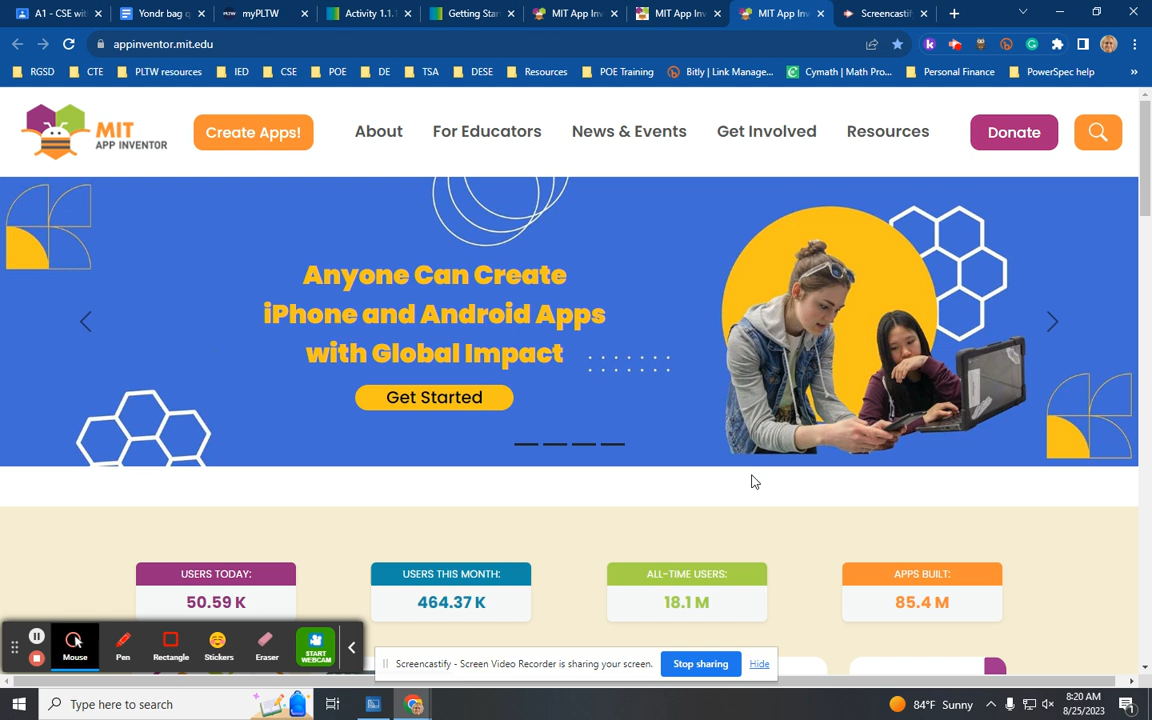 A1 - CSE wit
Yondr bag q
myPLTW
Activity 1.1.1
Getting Star
MIT App Inv
MIT App Inv
MIT App Inv
Screencastif
appinventor.mit.edu
RGSD
CTE
PLTW resources
IED
CSE
POE
DE
TSA
DESE
Resources
POE Training
Bitly | Link Manage...
Cymath | Math Pro...
Personal Finance
PowerSpec help
MIT
APP INVENTOR
Create Apps!
About
For Educators
News & Events
Get Involved
Resources
Donate
Anyone Can Create
iPhone and Android Apps
with Global Impact
Get Started
USERS TODAY:
USERS THIS MONTH:
ALL-TIME USERS:
APPS BUILT:
50.59 K
464.37 K
18.1 M
85.4 M
Mouse
Pen
Rectangle
Stickers
Eraser
START
WEBCAM
Screencastify - Screen Video Recorder is sharing your screen.
Stop sharing
Hide
Type here to search
84°F Sunny
8:20 AM
8/25/2023
1